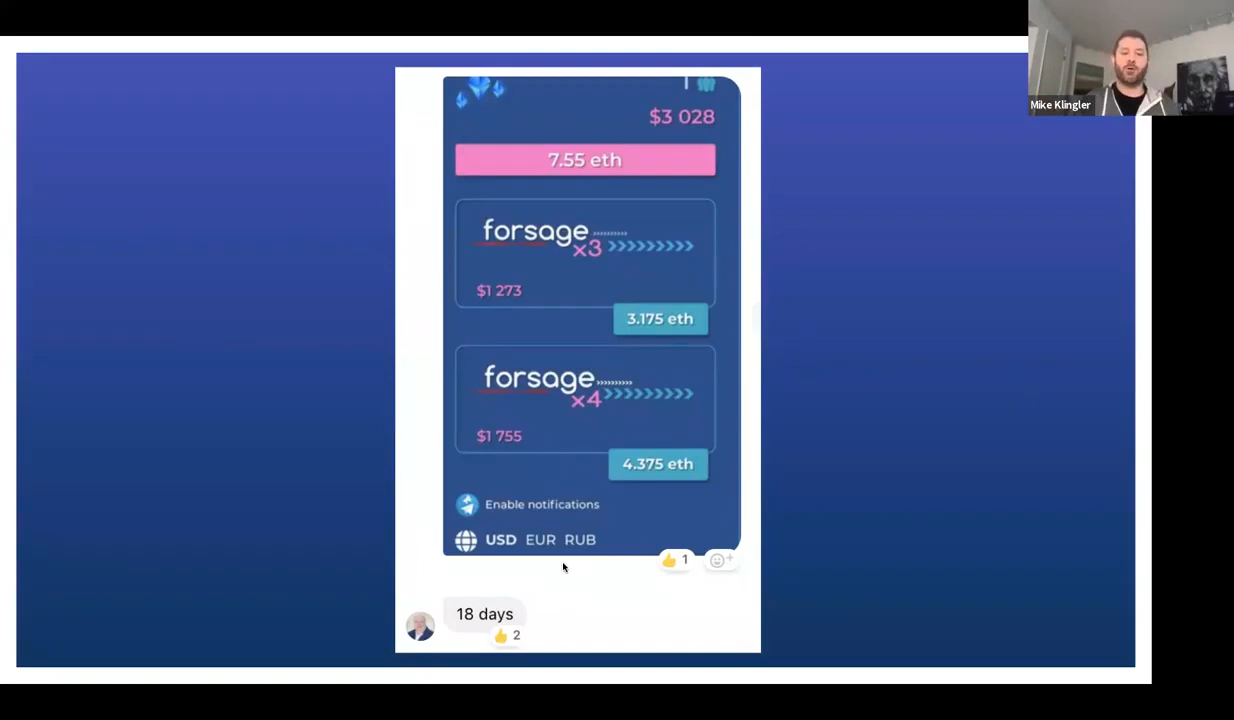 Mike Klingler
$3 028
7.55 eth
forsage
x3
$1 273
3.175 eth
forsage
x4
$1 755
4.375 eth
Enable notifications
USD EUR RUB
1
18 days
2